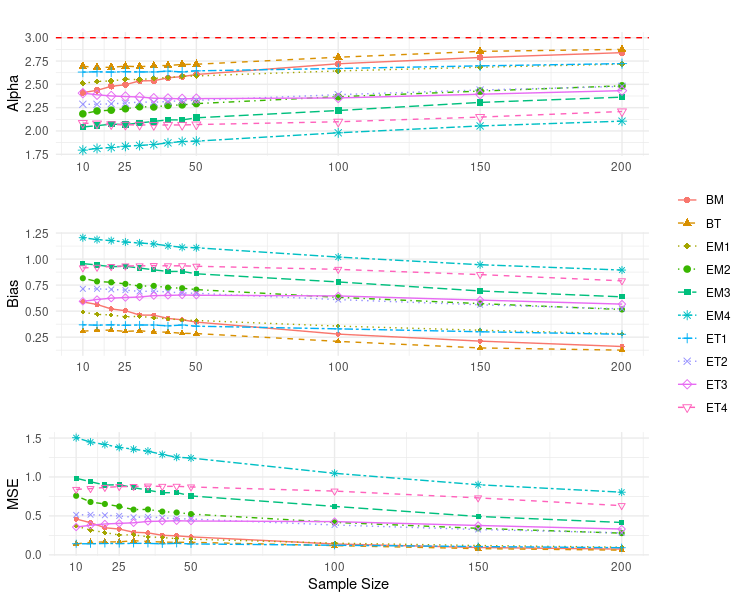 3.00
2.75
2.50
2.25
2.00
1.75
Alpha
10 25 50 100 150 200
1.25
1.00
0.75
0.50
0.25
Bias
10 25 50 100 150 200
1.5
1.0
0.5
0.0
MSE
10 25 50 100 150 200
Sample Size
BM
BT
EM1
EM2
EM3
EM4
ET1
ET2
ET3
ET4